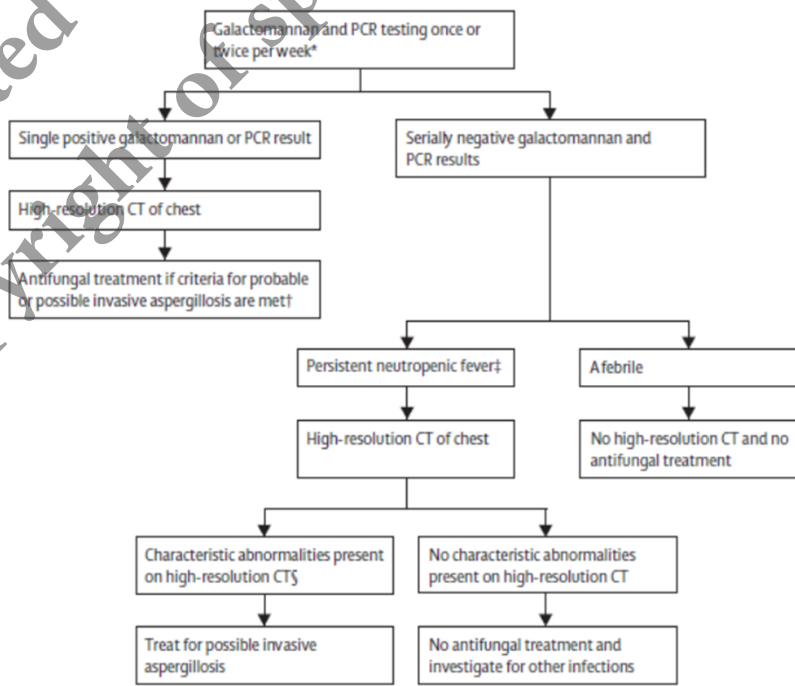 Galactomannan and PCR testing once or
twice per week*
Single positive galactomannan or PCR result
Serially negative galactomannan and
PCR results
High-resolution CT of chest
Antifungal treatment if criteria for probable
or possible invasive aspergillosis are met†
Persistent neutropenic fever‡
Afebrile
High-resolution CT of chest
No high-resolution CT and no
antifungal treatment
Characteristic abnormalities present
on high-resolution CT§
No characteristic abnormalities
present on high-resolution CT
Treat for possible invasive
aspergillosis
No antifungal treatment and
investigate for other infections